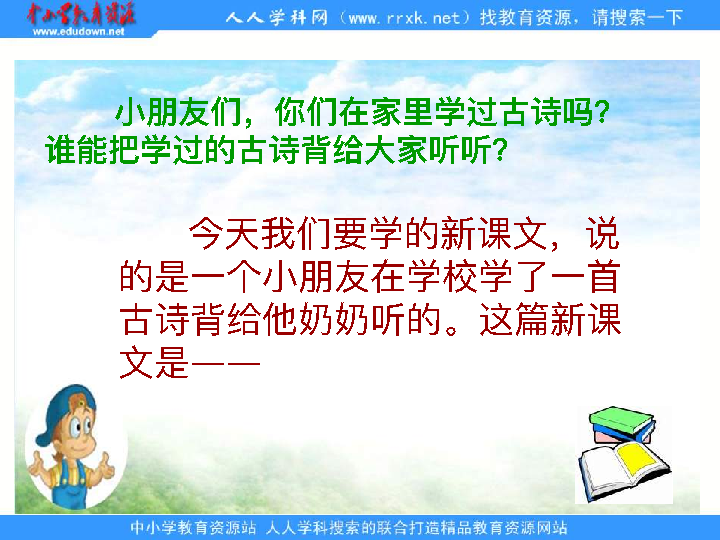 中小学教育资源
www.edudown.net
人人学科网（www.rrxk.net）找教育资源，请搜索一下
小朋友们，你们在家里学过古诗吗？
谁能把学过的古诗背给大家听听？
今天我们要学的新课文，说
的是一个小朋友在学校学了一首
古诗背给他奶奶听的。这篇新课
文是——
中小学教育资源站 人人学科搜索的联合打造精品教育资源网站